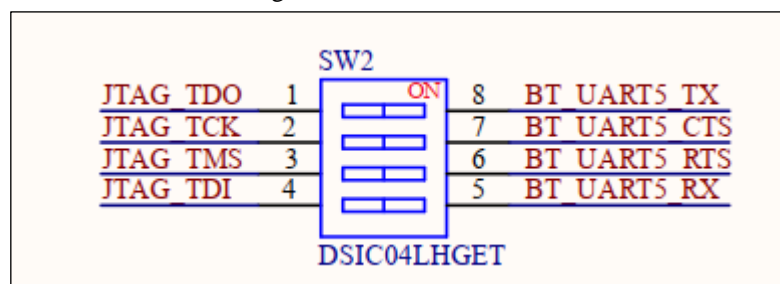 SW2
ON
JTAG_TDO 1 8 BT_UART5_TX
JTAG_TCK 2 7 BT_UART5_CTS
JTAG_TMS 3 6 BT_UART5_RTS
JTAG_TDI 4 5 BT_UART5_RX
DSIC04LHGET